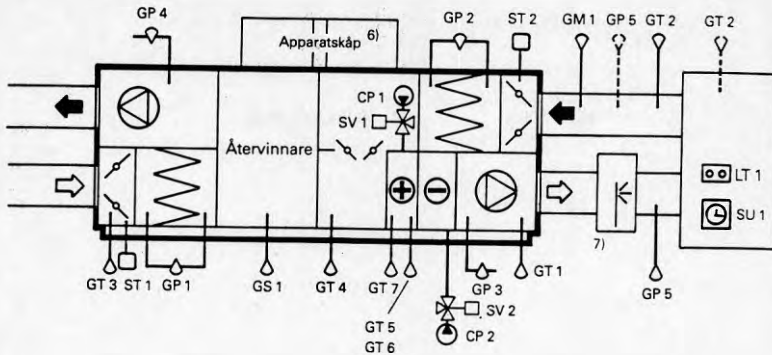 GP 4
Apparatskåp 6)
GP 2
ST 2
GM 1
GP 5
GT 2
GT 2
CP 1
SV 1
Återvinnare
+
−
LT 1
SU 1
7)
GT 3
ST 1
GP 1
GS 1
GT 4
GT 7
GT 5
GT 6
GP 3
GT 1
SV 2
CP 2
GP 5